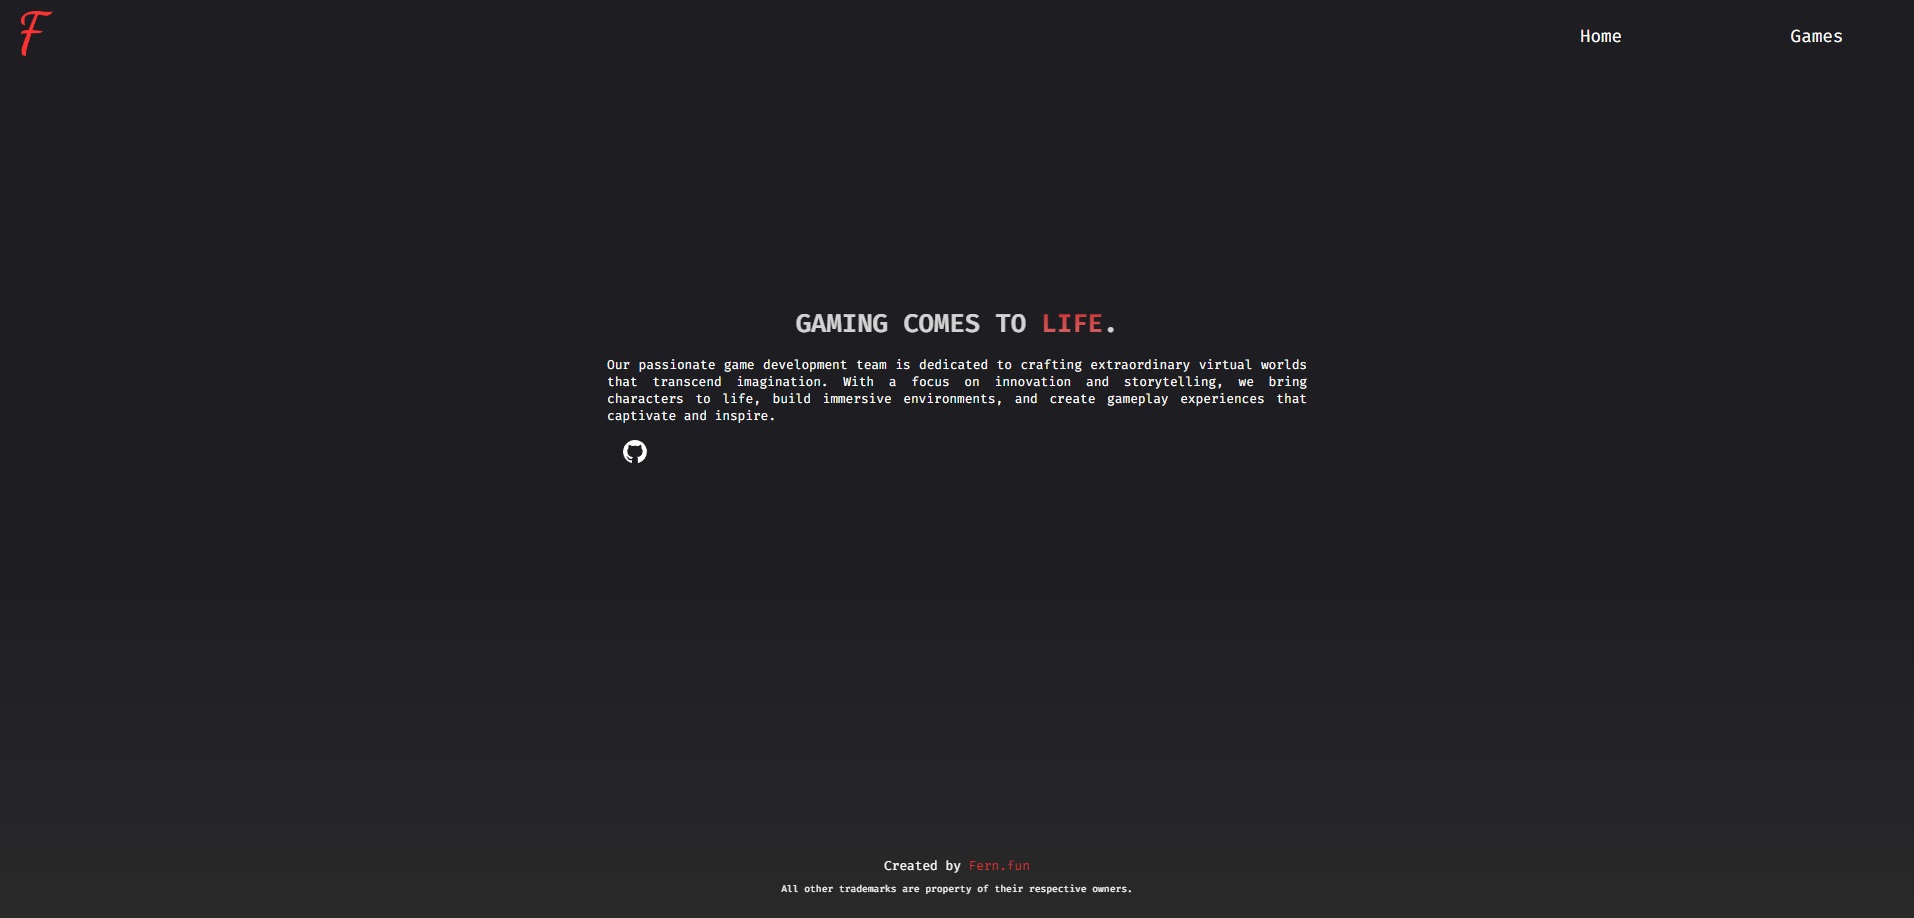 F
Home
Games
GAMING COMES TO LIFE.
Our passionate game development team is dedicated to crafting extraordinary virtual worlds
that transcend imagination. With a focus on innovation and storytelling, we bring
characters to life, build immersive environments, and create gameplay experiences that
captivate and inspire.
Created by Fern.fun
All other trademarks are property of their respective owners.